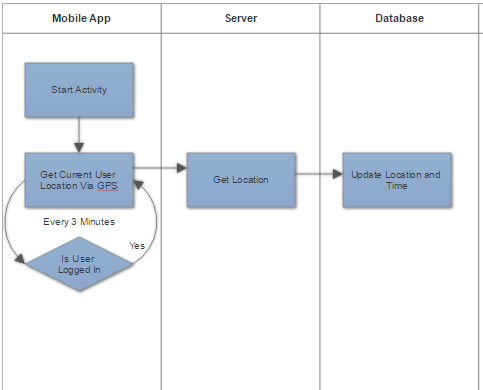 Mobile App
Server
Database
Start Activity
Get Current User
Location Via GPS
Get Location
Update Location and
Time
Every 3 Minutes
Yes
Is User
Logged In